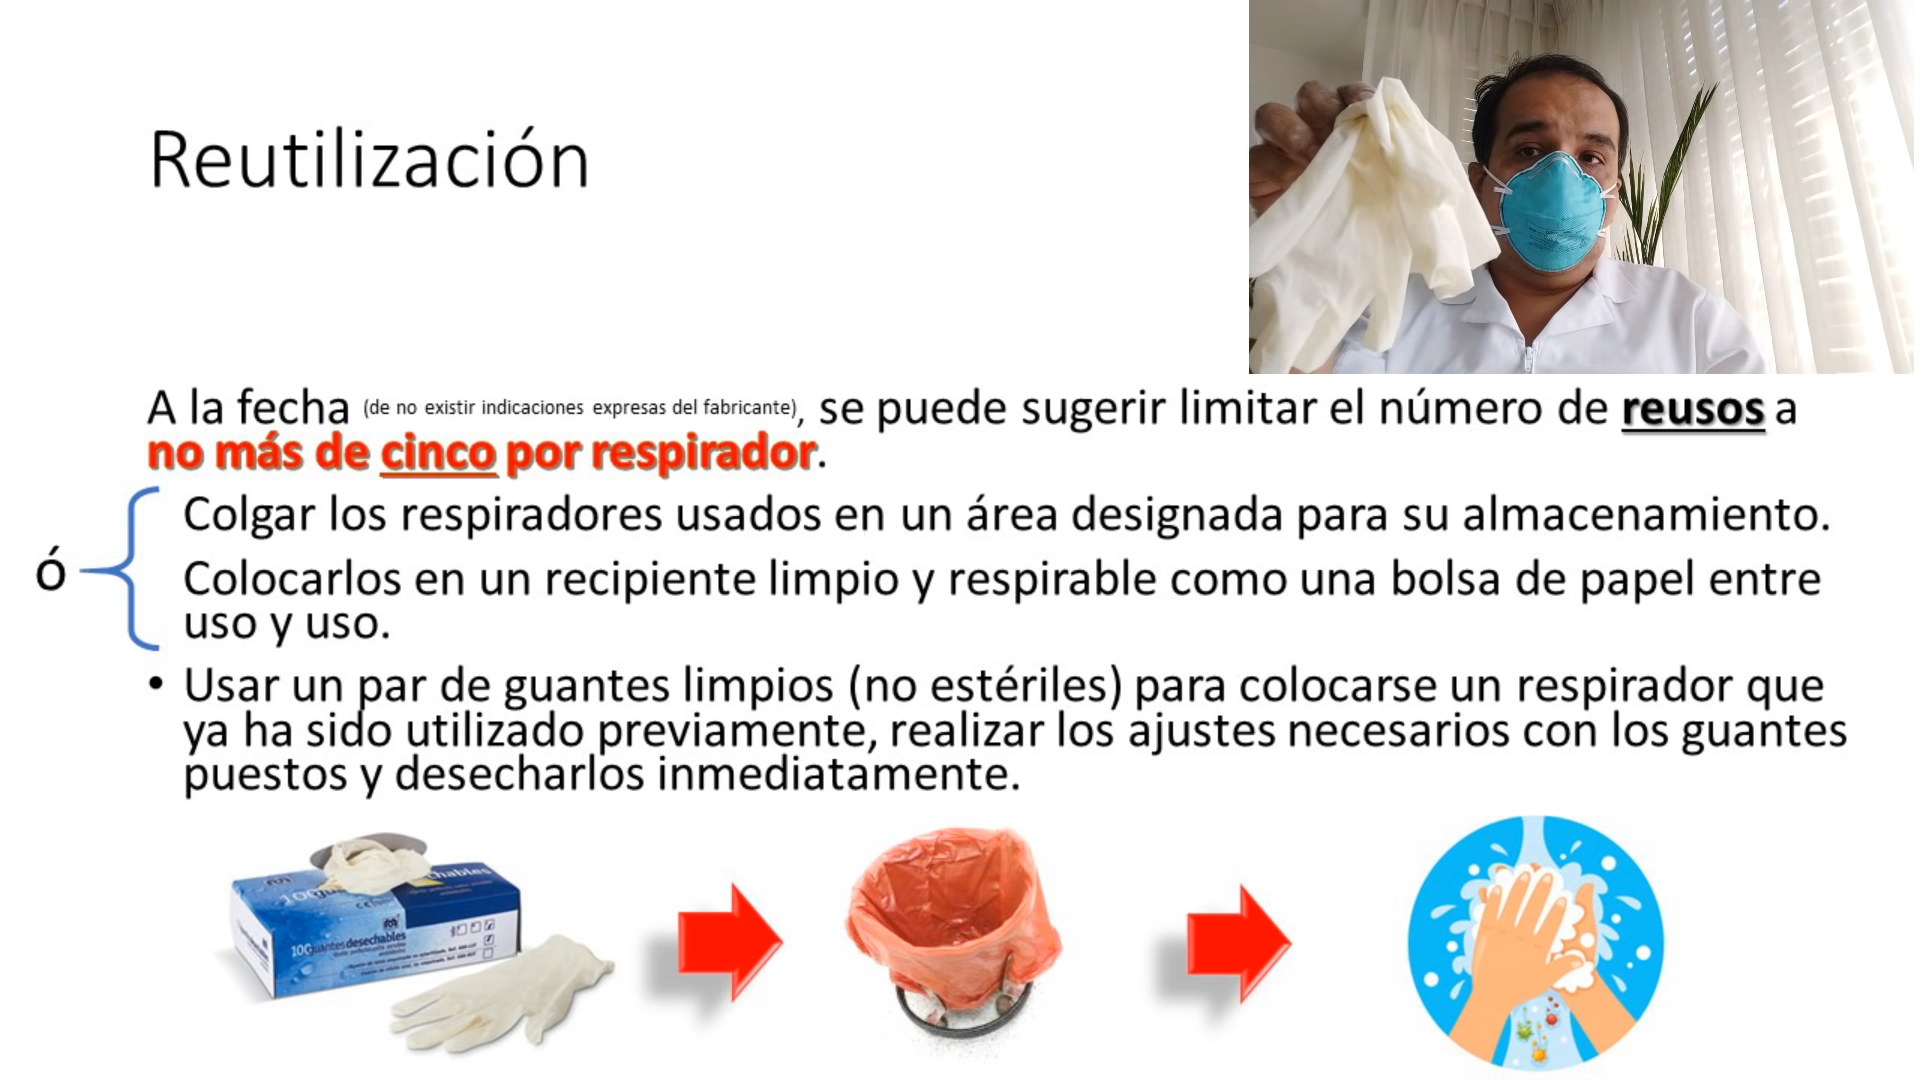 Reutilización
A la fecha (de no existir indicaciones expresas del fabricante), se puede sugerir limitar el número de reusos a
no más de cinco por respirador.
Colgar los respiradores usados en un área designada para su almacenamiento.
ó
Colocarlos en un recipiente limpio y respirable como una bolsa de papel entre
uso y uso.
• Usar un par de guantes limpios (no estériles) para colocarse un respirador que
ya ha sido utilizado previamente, realizar los ajustes necesarios con los guantes
puestos y desecharlos inmediatamente.
100 guantes desechables